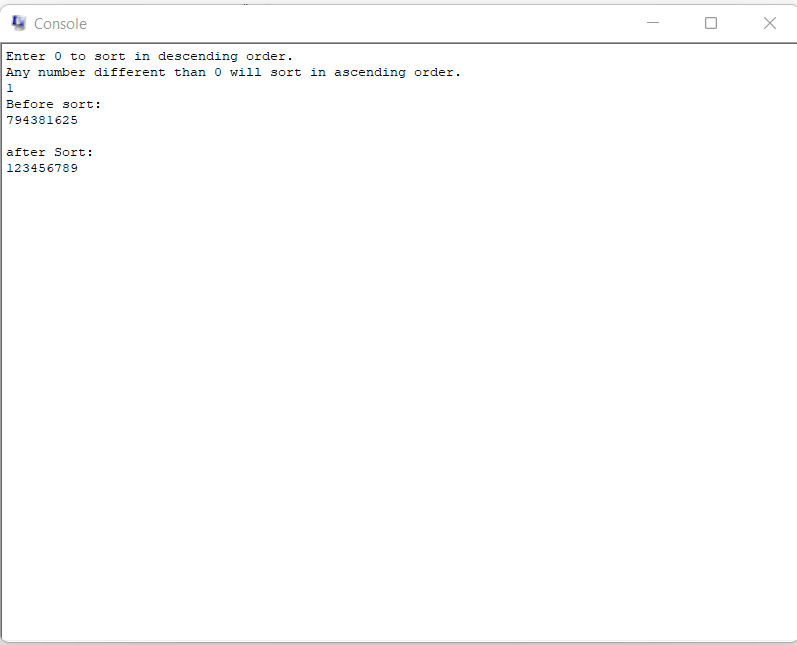 Console
Enter 0 to sort in descending order.
Any number different than 0 will sort in ascending order.
1
Before sort:
794381625
after Sort:
123456789